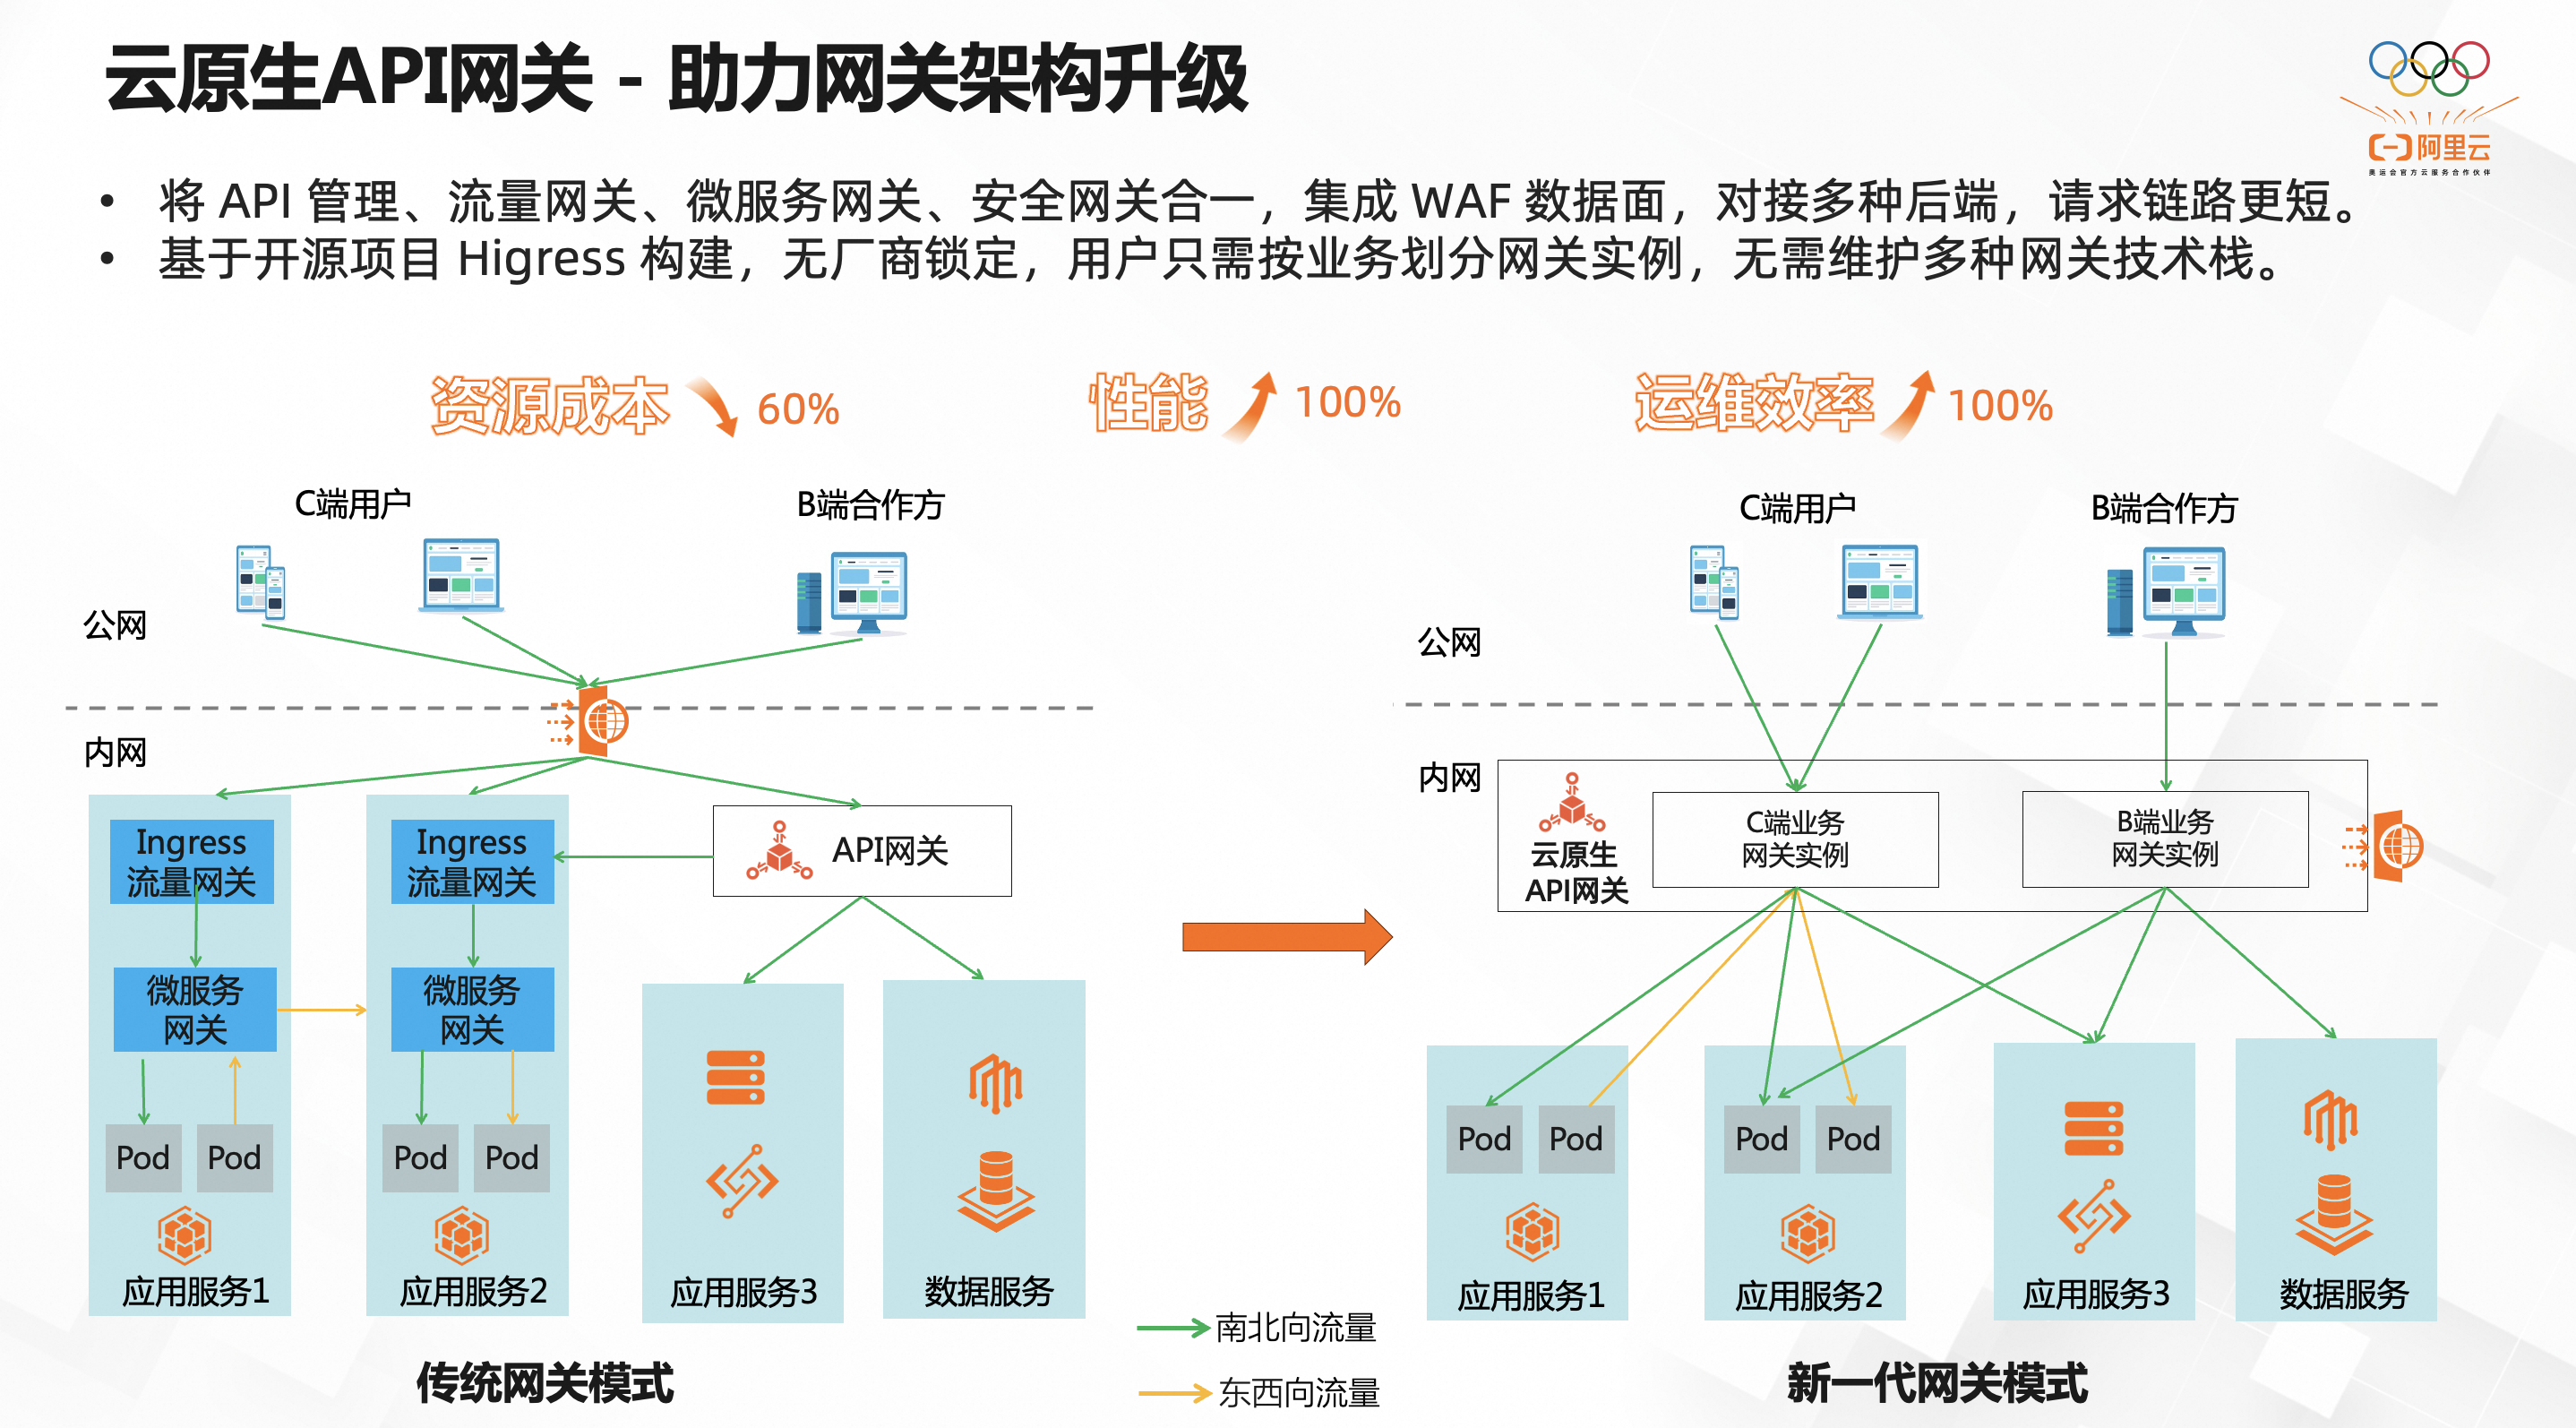 云原生API网关 - 助力网关架构升级
阿里云
奥运会官方云服务合作伙伴
• 将 API 管理、流量网关、微服务网关、安全网关合一，集成 WAF 数据面，对接多种后端，请求链路更短。
• 基于开源项目 Higress 构建，无厂商锁定，用户只需按业务划分网关实例，无需维护多种网关技术栈。
资源成本 60%
性能 100%
运维效率 100%
C端用户
B端合作方
公网
内网
Ingress
流量网关
Ingress
流量网关
API网关
微服务
网关
微服务
网关
Pod
Pod
Pod
Pod
应用服务1
应用服务2
应用服务3
数据服务
传统网关模式
南北向流量
东西向流量
C端用户
B端合作方
公网
内网
云原生
API网关
C端业务
网关实例
B端业务
网关实例
Pod
Pod
Pod
Pod
应用服务1
应用服务2
应用服务3
数据服务
新一代网关模式